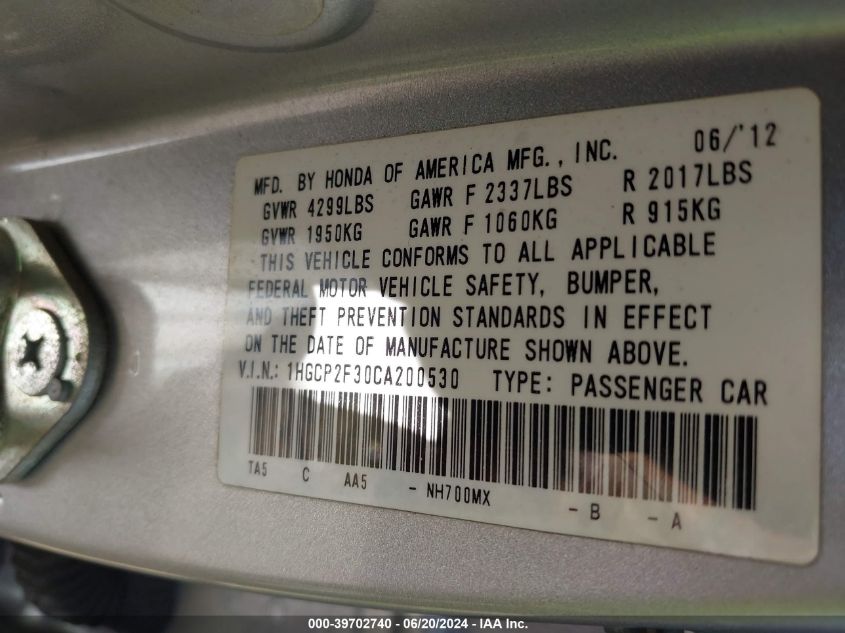 MFD. BY HONDA OF AMERICA MFG., INC. 06/'12
GVWR 4299LBS GAWR F 2337LBS R 2017LBS
GVWR 1950KG GAWR F 1060KG R 915KG
THIS VEHICLE CONFORMS TO ALL APPLICABLE
FEDERAL MOTOR VEHICLE SAFETY, BUMPER,
AND THEFT PREVENTION STANDARDS IN EFFECT
ON THE DATE OF MANUFACTURE SHOWN ABOVE.
V.I.N.: 1HGCP2F30CA200530 TYPE: PASSENGER CAR
TA5 C AA5 - NH700MX - B - A
000-39702740 - 06/20/2024 - IAA Inc.